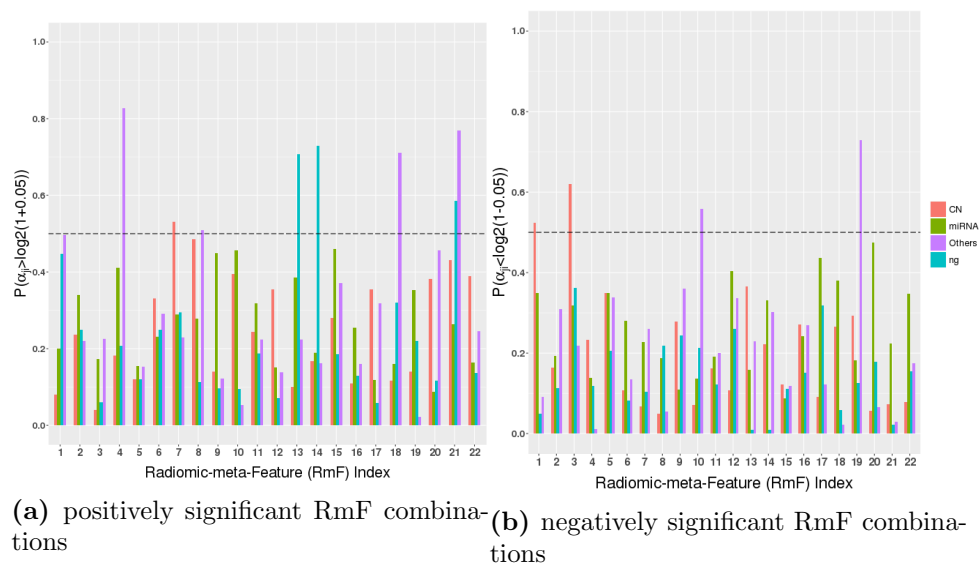 1.0
0.8
0.6
0.4
0.2
0.0
P(αij>log2(1+0.05))
1 2 3 4 5 6 7 8 9 10 11 12 13 14 15 16 17 18 19 20 21 22
Radiomic-meta-Feature (RmF) Index
(a) positively significant RmF combina-
tions
1.0
0.8
0.6
0.4
0.2
0.0
P(αij<log2(1-0.05))
1 2 3 4 5 6 7 8 9 10 11 12 13 14 15 16 17 18 19 20 21 22
Radiomic-meta-Feature (RmF) Index
CN
miRNA
Others
ng
(b) negatively significant RmF combina-
tions